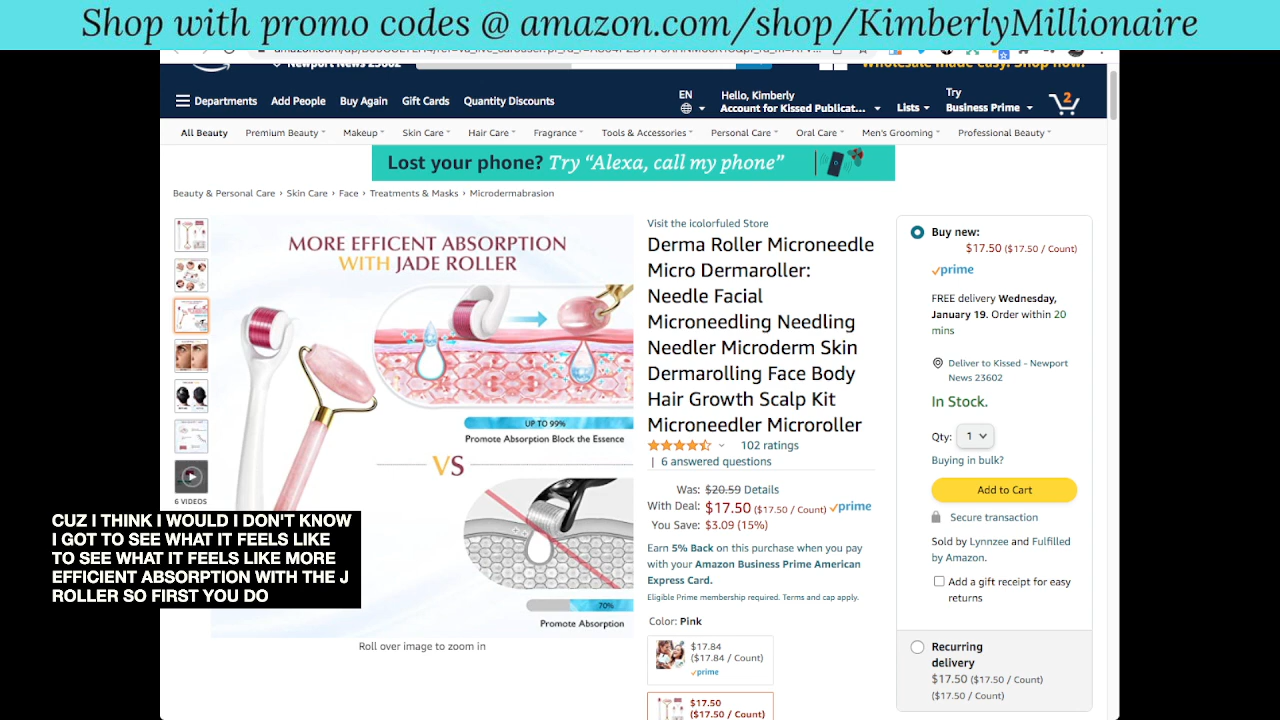 Shop with promo codes @ amazon.com/shop/KimberlyMillionaire
Newport News 23602
Wholesale made easy. Shop now!
Departments
Add People
Buy Again
Gift Cards
Quantity Discounts
EN
Hello, Kimberly
Account for Kissed Publicat...
Lists
Try
Business Prime
2
All Beauty
Premium Beauty
Makeup
Skin Care
Hair Care
Fragrance
Tools & Accessories
Personal Care
Oral Care
Men's Grooming
Professional Beauty
Lost your phone? Try “Alexa, call my phone”
Beauty & Personal Care › Skin Care › Face › Treatments & Masks › Microdermabrasion
6 VIDEOS
MORE EFFICENT ABSORPTION
WITH JADE ROLLER
UP TO 99%
Promote Absorption Block the Essence
VS
70%
Promote Absorption
Roll over image to zoom in
Visit the icolorfuled Store
Derma Roller Microneedle
Micro Dermaroller:
Needle Facial
Microneedling Needling
Needler Microderm Skin
Dermarolling Face Body
Hair Growth Scalp Kit
Microneedler Microroller
102 ratings
| 6 answered questions
Was: $20.59 Details
With Deal: $17.50 ($17.50 / Count) prime
You Save: $3.09 (15%)
Earn 5% Back on this purchase when you pay
with your Amazon Business Prime American
Express Card.
Eligible Prime membership required. Terms and cap apply.
Color: Pink
$17.84
($17.84 / Count)
prime
$17.50
($17.50 / Count)
Buy new:
$17.50 ($17.50 / Count)
prime
FREE delivery Wednesday,
January 19. Order within 20
mins
Deliver to Kissed - Newport
News 23602
In Stock.
Qty: 1
Buying in bulk?
Add to Cart
Secure transaction
Sold by Lynnzee and Fulfilled
by Amazon.
Add a gift receipt for easy
returns
Recurring
delivery
$17.50 ($17.50 / Count)
($17.50 / Count)
CUZ I THINK I WOULD I DON'T KNOW
I GOT TO SEE WHAT IT FEELS LIKE
TO SEE WHAT IT FEELS LIKE MORE
EFFICIENT ABSORPTION WITH THE J
ROLLER SO FIRST YOU DO